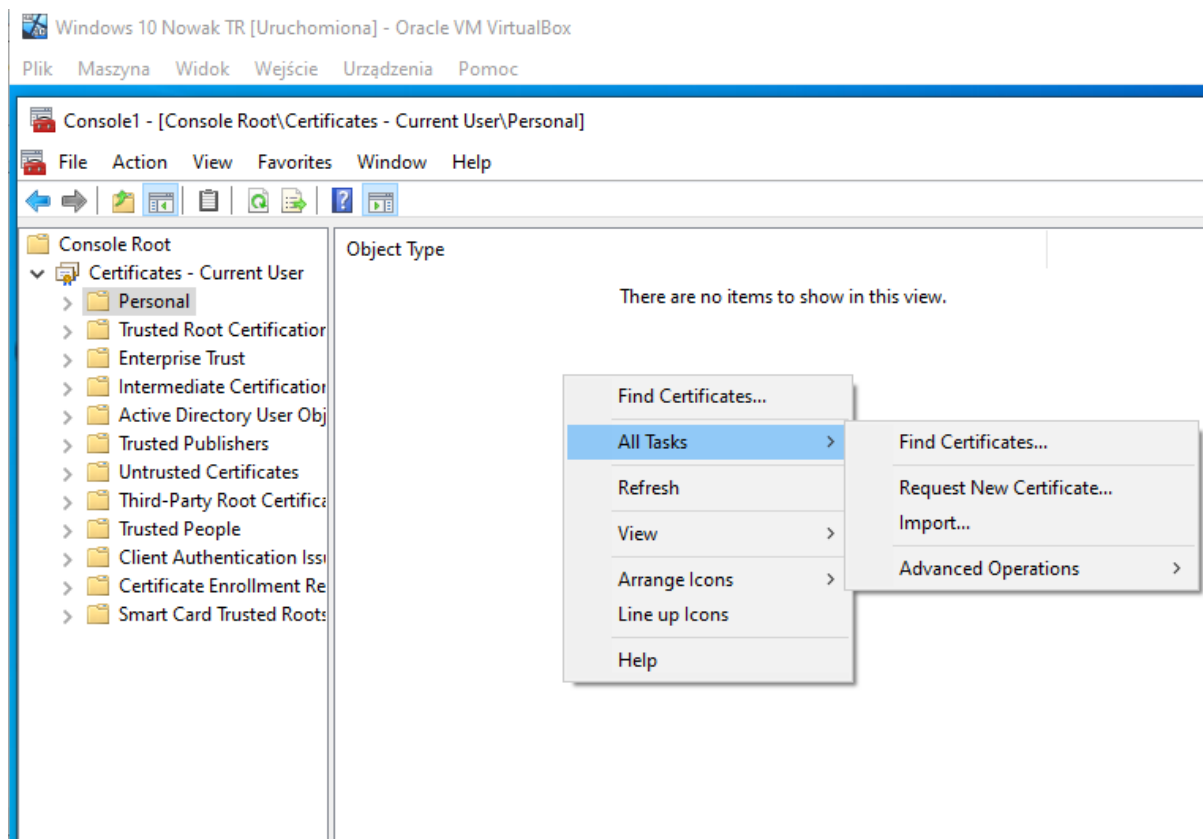 Windows 10 Nowak TR [Uruchomiona] - Oracle VM VirtualBox
Plik Maszyna Widok Wejście Urządzenia Pomoc
Console1 - [Console Root\Certificates - Current User\Personal]
File Action View Favorites Window Help
Console Root
Certificates - Current User
Personal
Trusted Root Certification
Enterprise Trust
Intermediate Certification
Active Directory User Obj
Trusted Publishers
Untrusted Certificates
Third-Party Root Certifica
Trusted People
Client Authentication Issu
Certificate Enrollment Re
Smart Card Trusted Roots
Object Type
There are no items to show in this view.
Find Certificates...
All Tasks
Refresh
View
Arrange Icons
Line up Icons
Help
Find Certificates...
Request New Certificate...
Import...
Advanced Operations